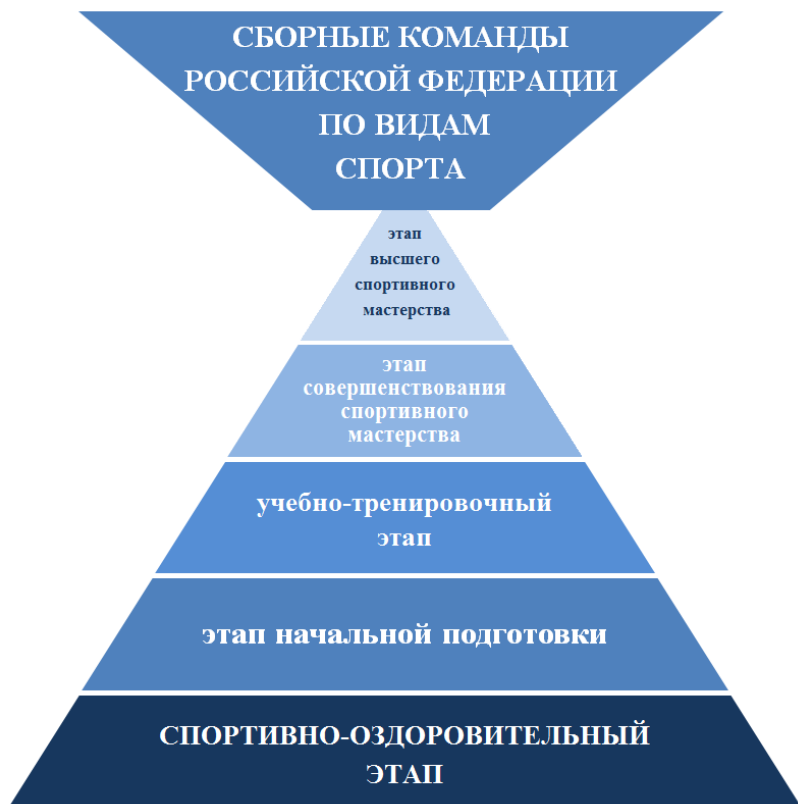 СБОРНЫЕ КОМАНДЫ
РОССИЙСКОЙ ФЕДЕРАЦИИ
ПО ВИДАМ
СПОРТА
этап
высшего
спортивного
мастерства
этап
совершенствования
спортивного
мастерства
учебно-тренировочный
этап
этап начальной подготовки
СПОРТИВНО-ОЗДОРОВИТЕЛЬНЫЙ
ЭТАП